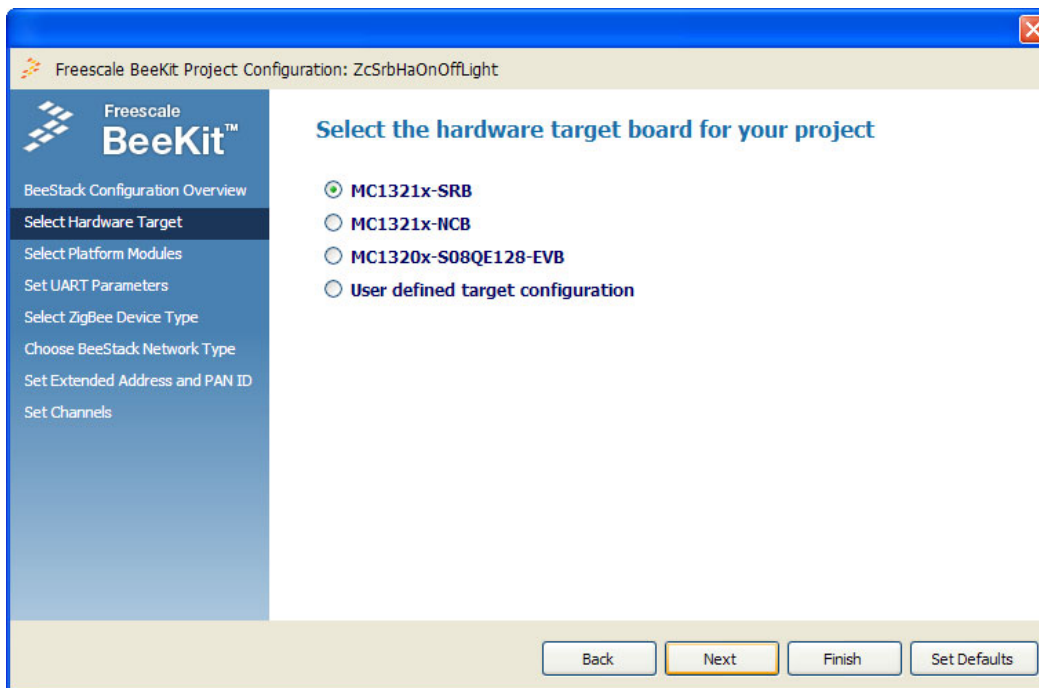 Freescale BeeKit Project Configuration: ZcSrbHaOnOffLight
Freescale
BeeKit™
BeeStack Configuration Overview
Select Hardware Target
Select Platform Modules
Set UART Parameters
Select ZigBee Device Type
Choose BeeStack Network Type
Set Extended Address and PAN ID
Set Channels
Select the hardware target board for your project
MC1321x-SRB
MC1321x-NCB
MC1320x-S08QE128-EVB
User defined target configuration
Back
Next
Finish
Set Defaults